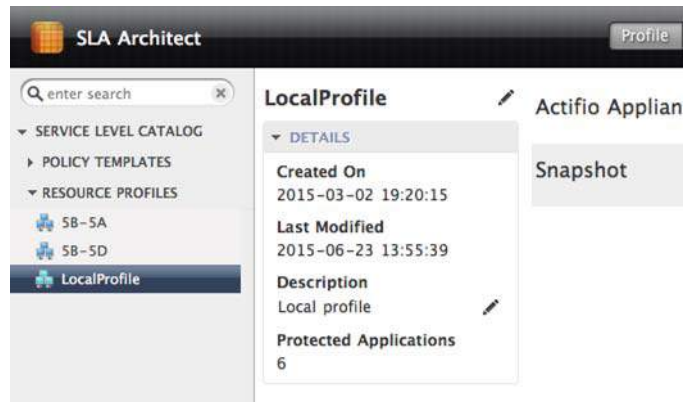 SLA Architect
Profile
enter search
SERVICE LEVEL CATALOG
POLICY TEMPLATES
RESOURCE PROFILES
5B-5A
5B-5D
LocalProfile
LocalProfile
DETAILS
Created On
2015-03-02 19:20:15
Last Modified
2015-06-23 13:55:39
Description
Local profile
Protected Applications
6
Actifio Applian
Snapshot